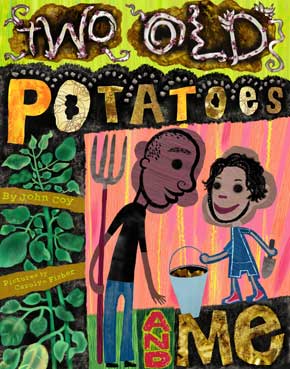 TWO OLD
POTATOES
By John Coy
Pictures by
Carolyn Fisher
AND
Me